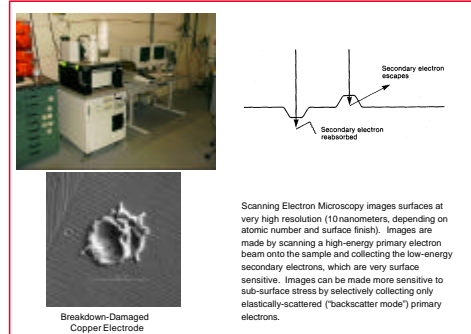 Secondary electron
escapes
Secondary electron
reabsorbed
Scanning Electron Microscopy images surfaces at
very high resolution (10 nanometers, depending on
atomic number and surface finish). Images are
made by scanning a high-energy primary electron
beam onto the sample and collecting the low-energy
secondary electrons, which are very surface
sensitive. Images can be made more sensitive to
sub-surface stress by selectively collecting only
elastically-scattered ("backscatter mode") primary
electrons.
Breakdown-Damaged
Copper Electrode